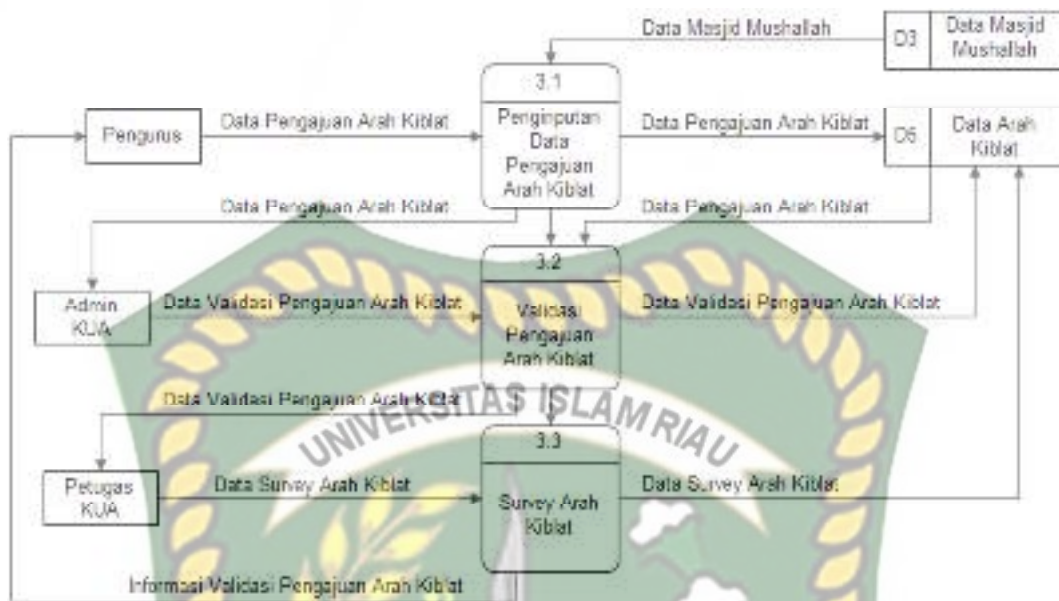 Data Masjid Mushallah
D3
Data Masjid
Mushallah
3.1
Penginputan
Data
Pengajuan
Arah Kiblat
Pengurus
Data Pengajuan Arah Kiblat
Data Pengajuan Arah Kiblat
D5
Data Arah
Kiblat
Data Pengajuan Arah Kiblat
Data Pengajuan Arah Kiblat
3.2
Validasi
Pengajuan
Arah Kiblat
Admin
KUA
Data Validasi Pengajuan Arah Kiblat
Data Validasi Pengajuan Arah Kiblat
Data Validasi Pengajuan Arah Kiblat
UNIVERSITAS ISLAM RIAU
3.3
Survey Arah
Kiblat
Petugas
KUA
Data Survey Arah Kiblat
Data Survey Arah Kiblat
Informasi Validasi Pengajuan Arah Kiblat